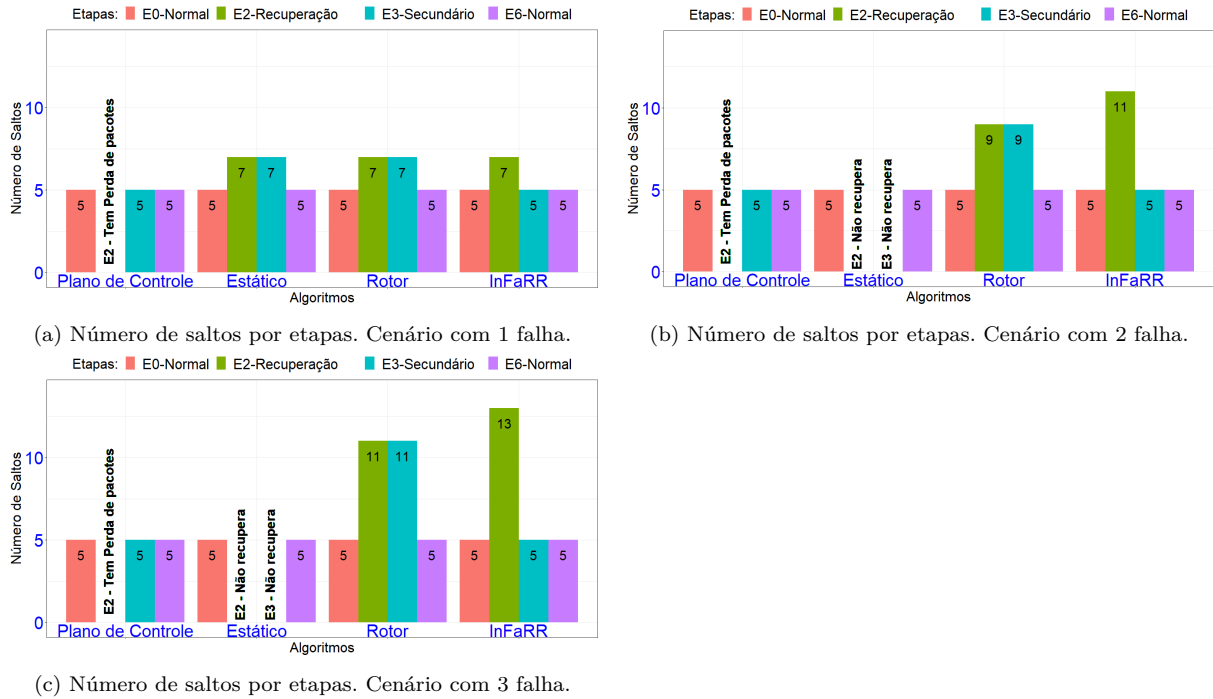 Etapas: E0-Normal E2-Recuperação E3-Secundário E6-Normal
Número de Saltos
10
5
0
5 E2 - Tem Perda de pacotes 5 5
5 7 7 5
5 7 7 5
5 7 5 5
Plano de Controle Estático Rotor InFaRR
Algoritmos
(a) Número de saltos por etapas. Cenário com 1 falha.
Etapas: E0-Normal E2-Recuperação E3-Secundário E6-Normal
Número de Saltos
10
5
0
5 E2 - Tem Perda de pacotes 5 5
5 E2 - Não recupera E3 - Não recupera 5
5 9 9 5
5 11 5 5
Plano de Controle Estático Rotor InFaRR
Algoritmos
(b) Número de saltos por etapas. Cenário com 2 falha.
Etapas: E0-Normal E2-Recuperação E3-Secundário E6-Normal
Número de Saltos
10
5
0
5 E2 - Tem Perda de pacotes 5 5
5 E2 - Não recupera E3 - Não recupera 5
5 11 11 5
5 13 5 5
Plano de Controle Estático Rotor InFaRR
Algoritmos
(c) Número de saltos por etapas. Cenário com 3 falha.